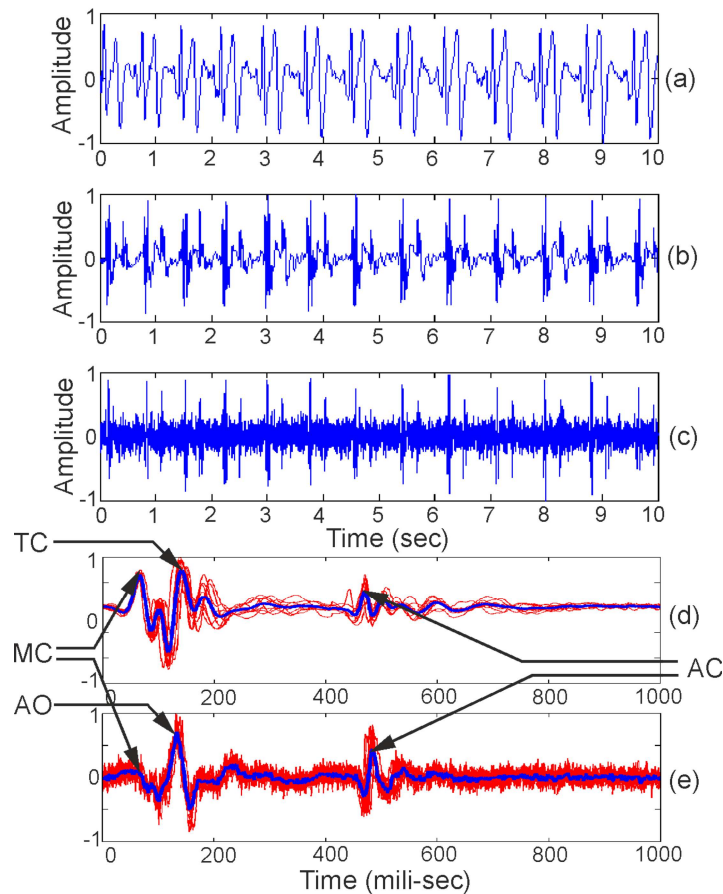 1
Amplitude
0
-1
0 1 2 3 4 5 6 7 8 9 10
(a)
1
Amplitude
0
-1
0 1 2 3 4 5 6 7 8 9 10
(b)
1
Amplitude
0
-1
0 1 2 3 4 5 6 7 8 9 10
(c)
Time (sec)
TC
1
0
-1
0 200 400 600 800 1000
(d)
MC
AC
AO
1
0
-1
0 200 400 600 800 1000
(e)
Time (mili-sec)